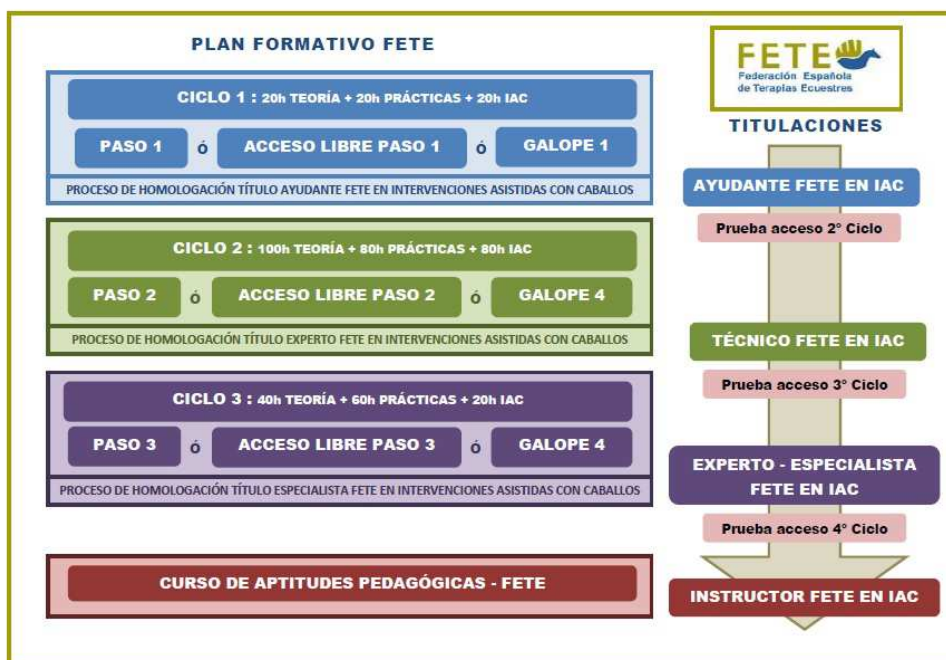 PLAN FORMATIVO FETE
CICLO 1 : 20h TEORÍA + 20h PRÁCTICAS + 20h IAC
PASO 1 ó ACCESO LIBRE PASO 1 ó GALOPE 1
PROCESO DE HOMOLOGACIÓN TÍTULO AYUDANTE FETE EN INTERVENCIONES ASISTIDAS CON CABALLOS
CICLO 2 : 100h TEORÍA + 80h PRÁCTICAS + 80h IAC
PASO 2 ó ACCESO LIBRE PASO 2 ó GALOPE 4
PROCESO DE HOMOLOGACIÓN TÍTULO EXPERTO FETE EN INTERVENCIONES ASISTIDAS CON CABALLOS
CICLO 3 : 40h TEORÍA + 60h PRÁCTICAS + 20h IAC
PASO 3 ó ACCESO LIBRE PASO 3 ó GALOPE 4
PROCESO DE HOMOLOGACIÓN TÍTULO ESPECIALISTA FETE EN INTERVENCIONES ASISTIDAS CON CABALLOS
CURSO DE APTITUDES PEDAGÓGICAS - FETE
FETE
Federación Española
de Terapias Ecuestres
TITULACIONES
AYUDANTE FETE EN IAC
Prueba acceso 2º Ciclo
TÉCNICO FETE EN IAC
Prueba acceso 3º Ciclo
EXPERTO - ESPECIALISTA
FETE EN IAC
Prueba acceso 4º Ciclo
INSTRUCTOR FETE EN IAC